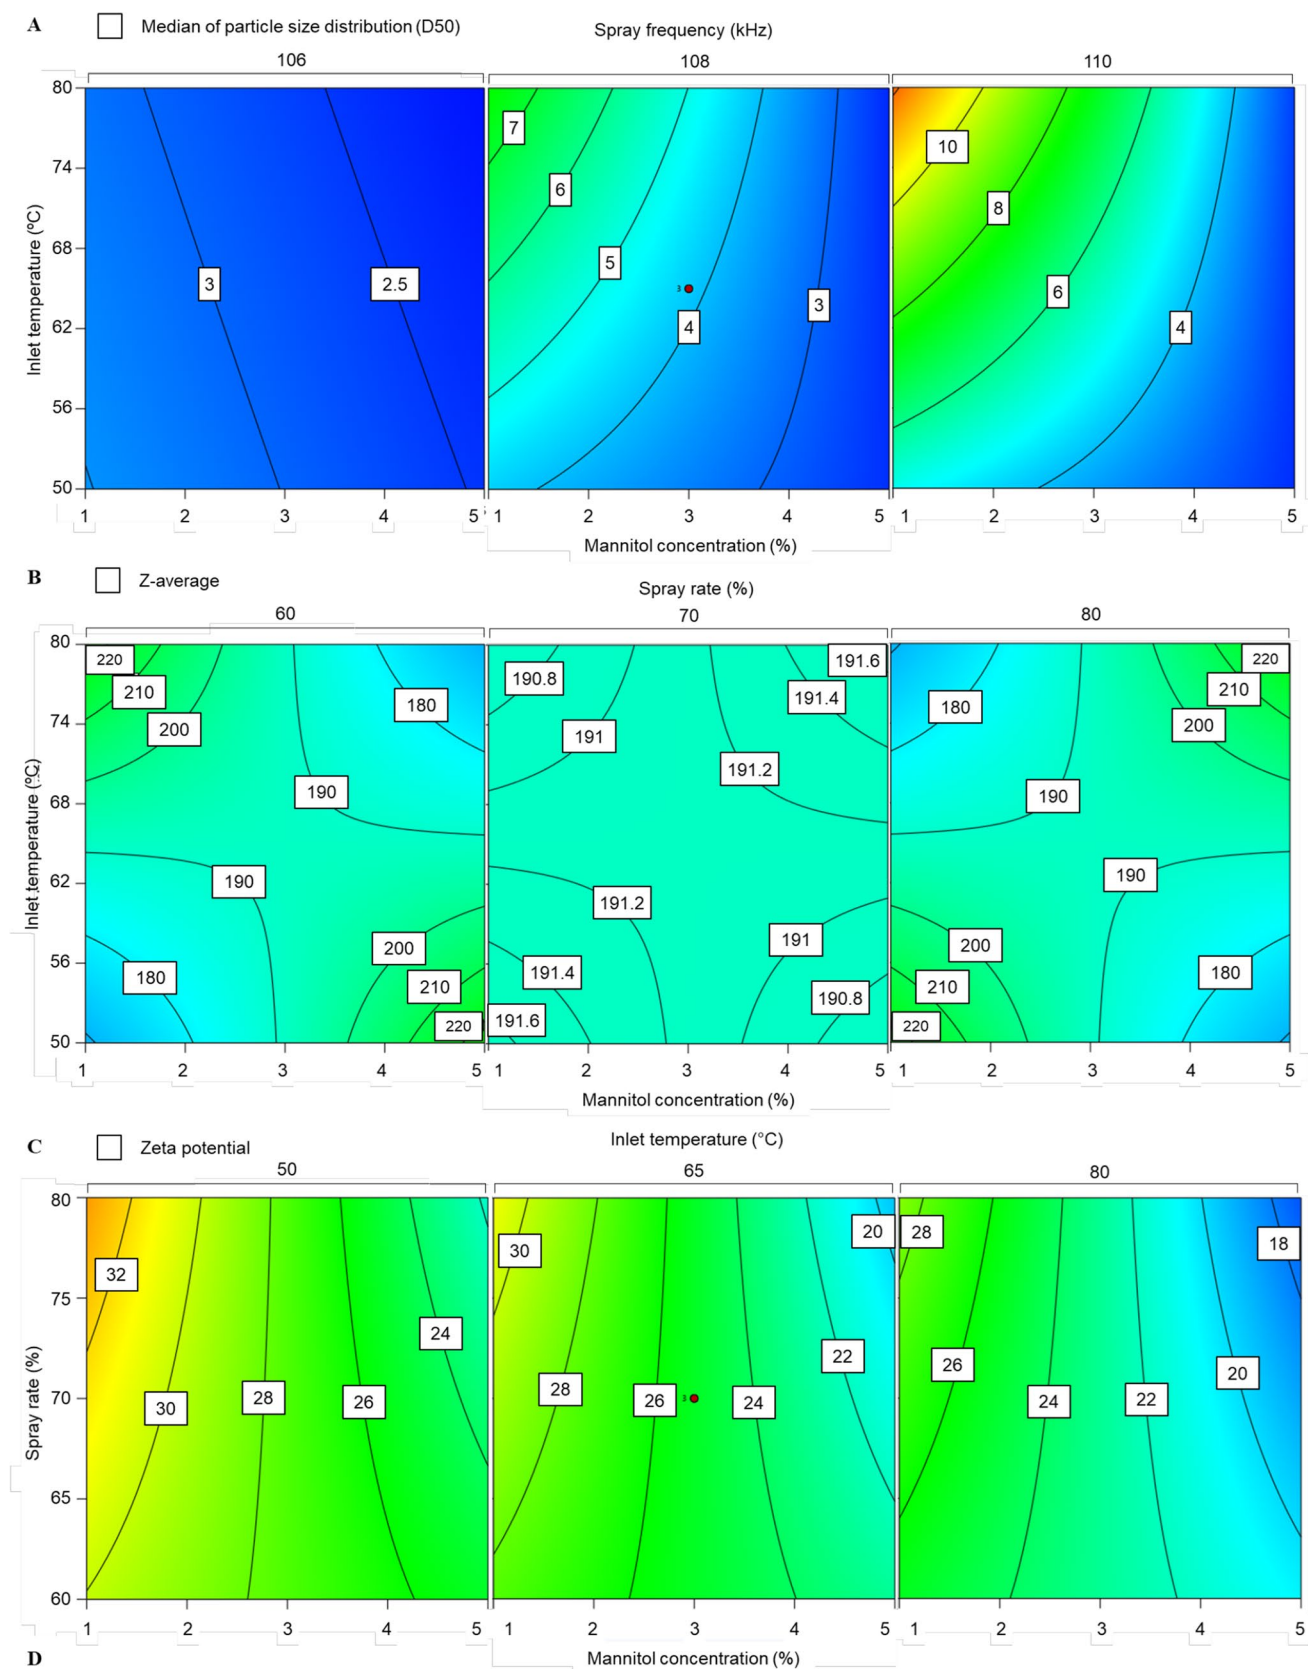 A
Median of particle size distribution (D50)
Spray frequency (kHz)
106 108 110
80
74
68
62
56
50
Inlet temperature (ºC)
3 2.5
7 6 5 4 3
3
10 8 6 4
1 2 3 4 5 1 2 3 4 5 1 2 3 4 5
Mannitol concentration (%)
B
Z-average
Spray rate (%)
60 70 80
80
74
68
62
56
50
Inlet temperature (ºC)
220 210 200 180 190 190 200 180 210 220
190.8 191.6 191.4 191 191.2 191.2 191 191.4 190.8 191.6
220 210 180 200 190 190 200 180 210 220
1 2 3 4 5 1 2 3 4 5 1 2 3 4 5
Mannitol concentration (%)
C
Zeta potential
Inlet temperature (°C)
50 65 80
80
75
70
65
60
Spray rate (%)
32 30 28 26 24
30 28 26 24 22 20
3
28 26 24 22 20 18
1 2 3 4 5 1 2 3 4 5 1 2 3 4 5
Mannitol concentration (%)
D